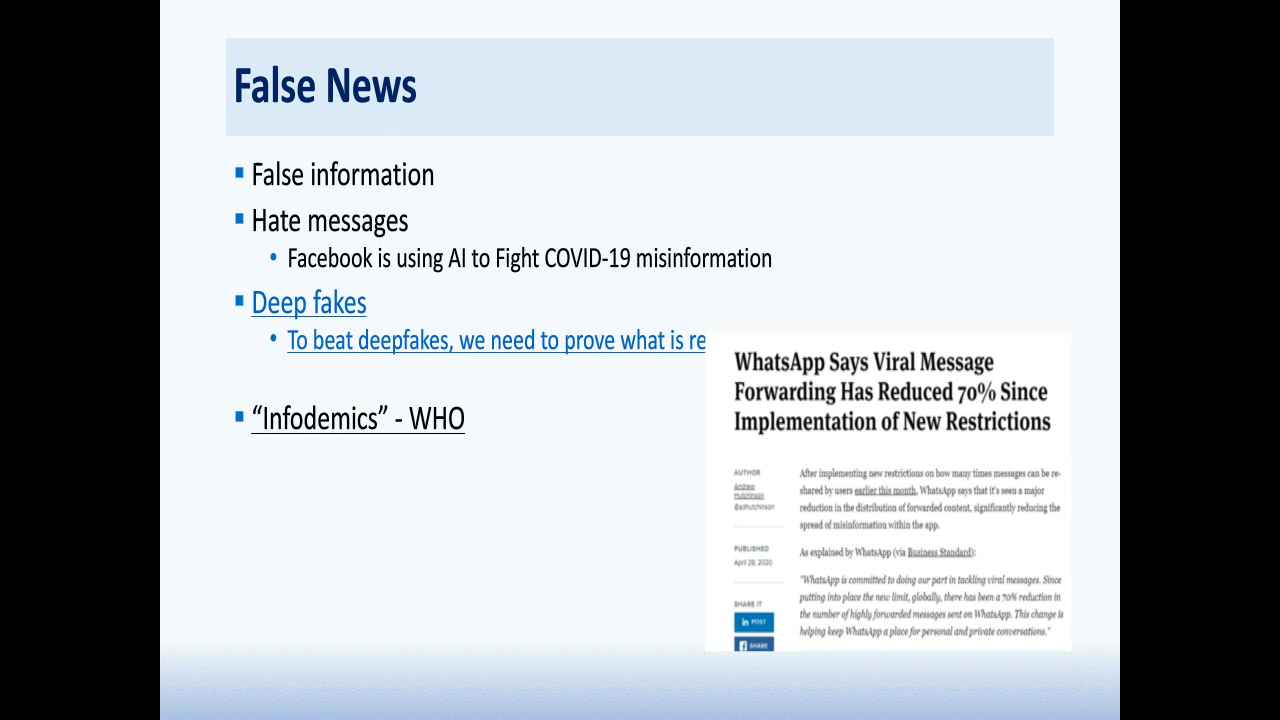 False News
False information
Hate messages
Facebook is using AI to Fight COVID-19 misinformation
Deep fakes
To beat deepfakes, we need to prove what is re
"Infodemics" - WHO
WhatsApp Says Viral Message
Forwarding Has Reduced 70% Since
Implementation of New Restrictions
AUTHOR
Andrew
Hutchinson
@adhutchinson
PUBLISHED
April 28, 2020
SHARE IT
in POST
f SHARE
After implementing new restrictions on how many times messages can be re-
shared by users earlier this month, WhatsApp says that it's seen a major
reduction in the distribution of forwarded content, significantly reducing the
spread of misinformation within the app.
As explained by WhatsApp (via Business Standard):
"WhatsApp is committed to doing our part in tackling viral messages. Since
putting into place the new limit, globally, there has been a 70% reduction in
the number of highly forwarded messages sent on WhatsApp. This change is
helping keep WhatsApp a place for personal and private conversations."